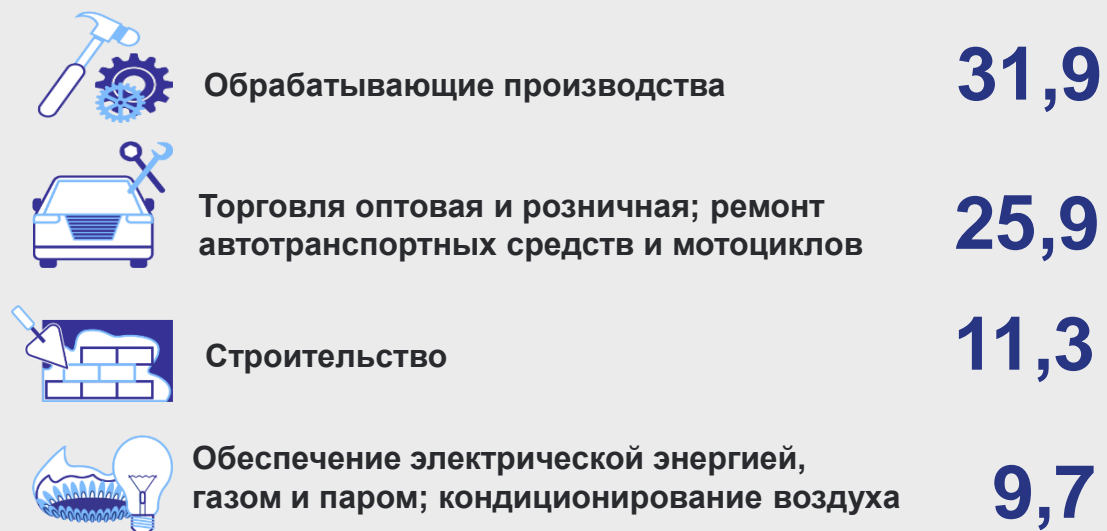 Обрабатывающие производства
31,9
Торговля оптовая и розничная; ремонт
автотранспортных средств и мотоциклов
25,9
Строительство
11,3
Обеспечение электрической энергией,
газом и паром; кондиционирование воздуха
9,7